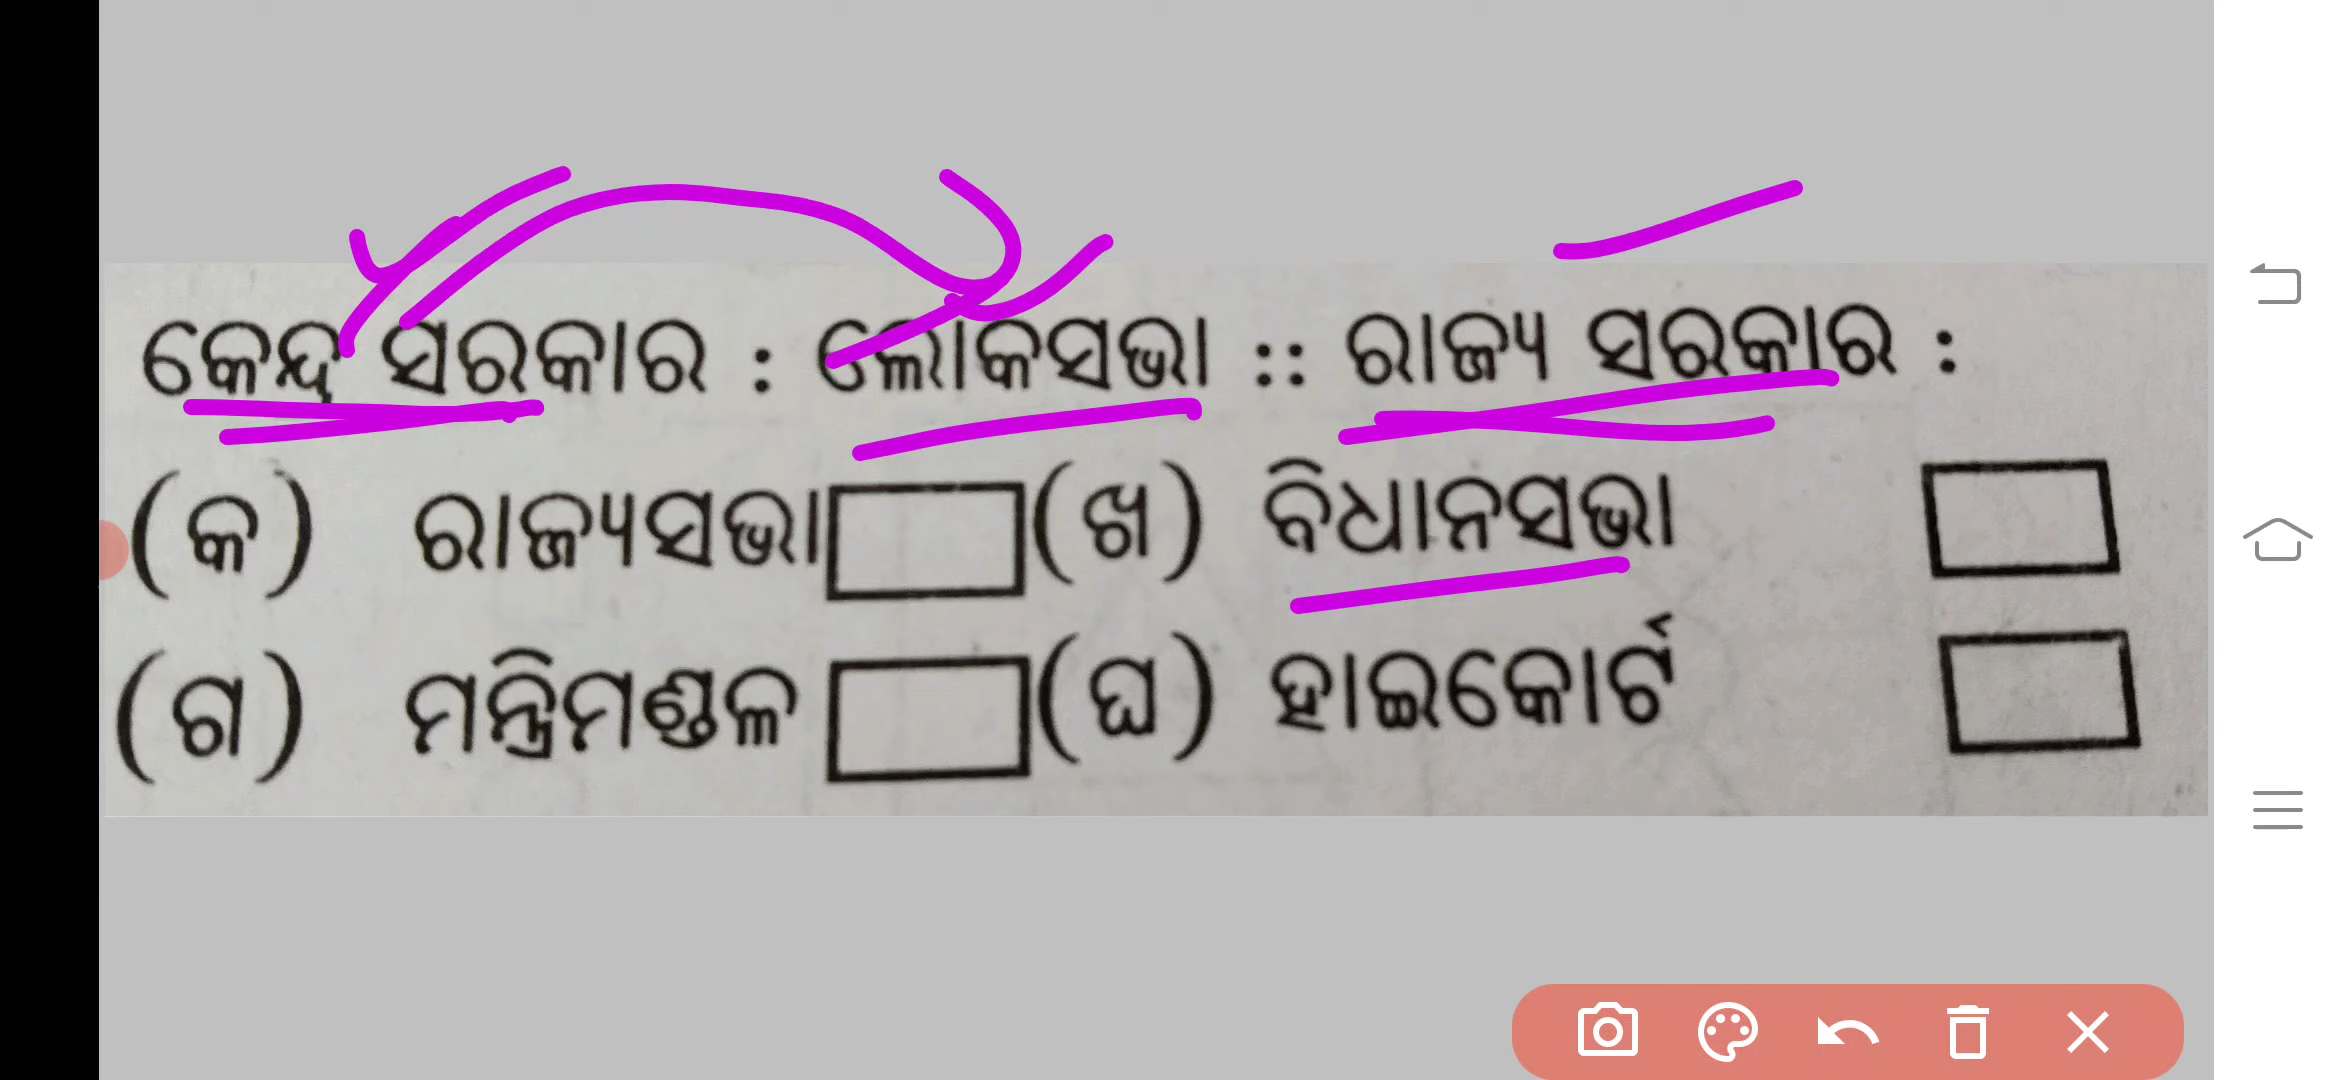 କେନ୍ଦ୍ର ସରକାର : ଲୋକସଭା :: ରାଜ୍ୟ ସରକାର :
(କ) ରାଜ୍ୟସଭା (ଖ) ବିଧାନସଭା
(ଗ) ମନ୍ତ୍ରିମଣ୍ଡଳ (ଘ) ହାଇକୋର୍ଟ